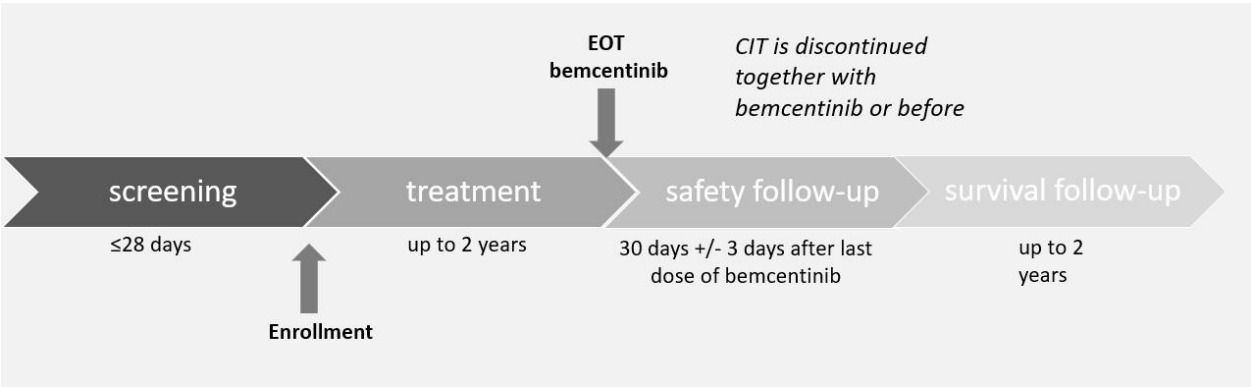 EOT
bemcentinib
CIT is discontinued
together with
bemcentinib or before
screening
treatment
safety follow-up
survival follow-up
≤28 days
up to 2 years
30 days +/- 3 days after last
dose of bemcentinib
up to 2
years
Enrollment